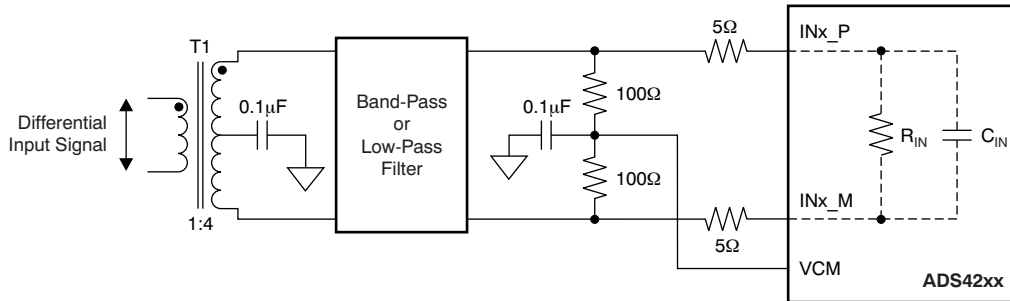 T1
Differential
Input Signal
0.1μF
1:4
Band-Pass
or
Low-Pass
Filter
0.1μF
100Ω
100Ω
5Ω
5Ω
INx_P
R_IN
C_IN
INx_M
VCM
ADS42xx